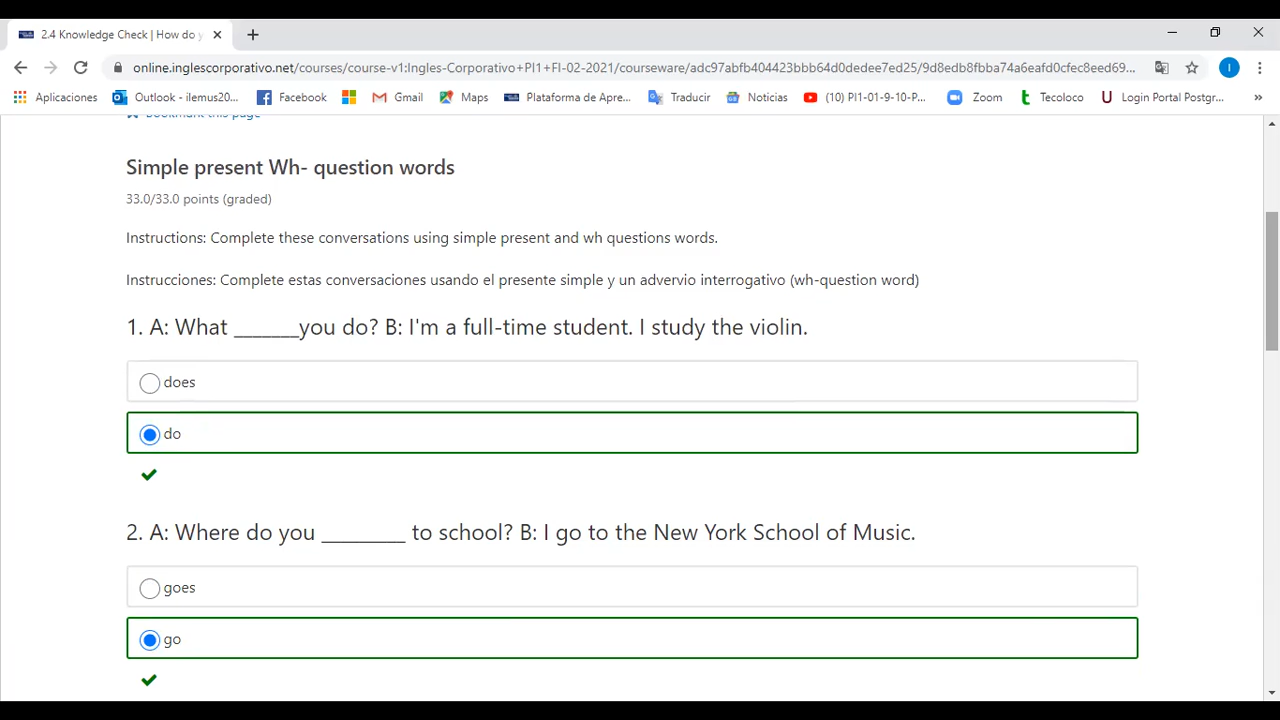 2.4 Knowledge Check | How do y
online.inglescorporativo.net/courses/course-v1:Ingles-Corporativo+PI1+FI-02-2021/courseware/adc97abfb404423bbb64d0dedee7ed25/9d8edb8fbba74a6eafd0cfec8eed69...
I
Aplicaciones Outlook - ilemus20... Facebook Gmail Maps Plataforma de Apre... Traducir Noticias (10) PI1-01-9-10-P... Zoom Tecoloco Login Portal Postgr... »
Bookmark this page
Simple present Wh- question words
33.0/33.0 points (graded)
Instructions: Complete these conversations using simple present and wh questions words.
Instrucciones: Complete estas conversaciones usando el presente simple y un advervio interrogativo (wh-question word)
1. A: What _______you do? B: I'm a full-time student. I study the violin.
does
do
2. A: Where do you _________ to school? B: I go to the New York School of Music.
goes
go